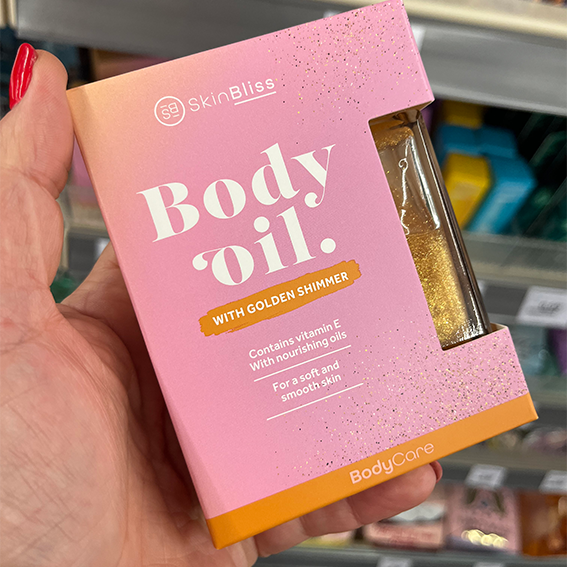 SB
SkinBliss
Body
oil.
WITH GOLDEN SHIMMER
Contains vitamin E
With nourishing oils
For a soft and
smooth skin
BodyCare